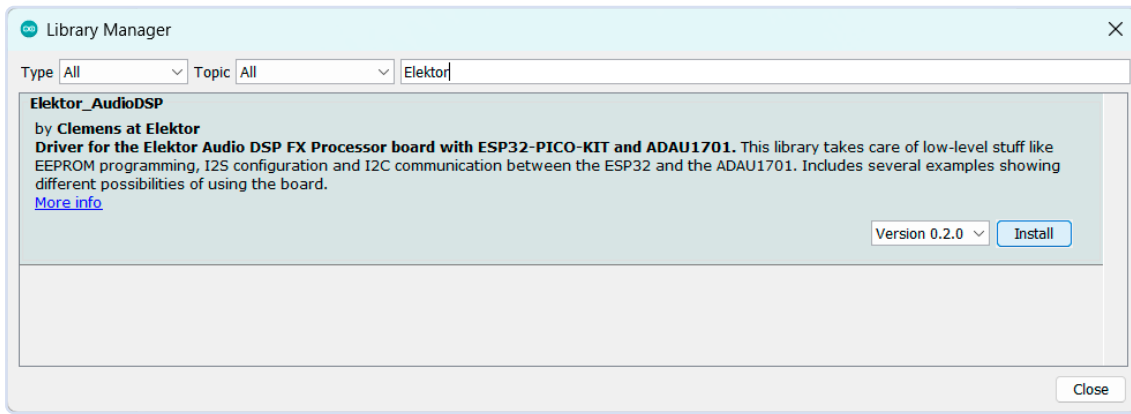 Library Manager
Type All Topic All Elektor
Elektor_AudioDSP
by Clemens at Elektor
Driver for the Elektor Audio DSP FX Processor board with ESP32-PICO-KIT and ADAU1701. This library takes care of low-level stuff like
EEPROM programming, I2S configuration and I2C communication between the ESP32 and the ADAU1701. Includes several examples showing
different possibilities of using the board.
More info
Version 0.2.0 Install
Close